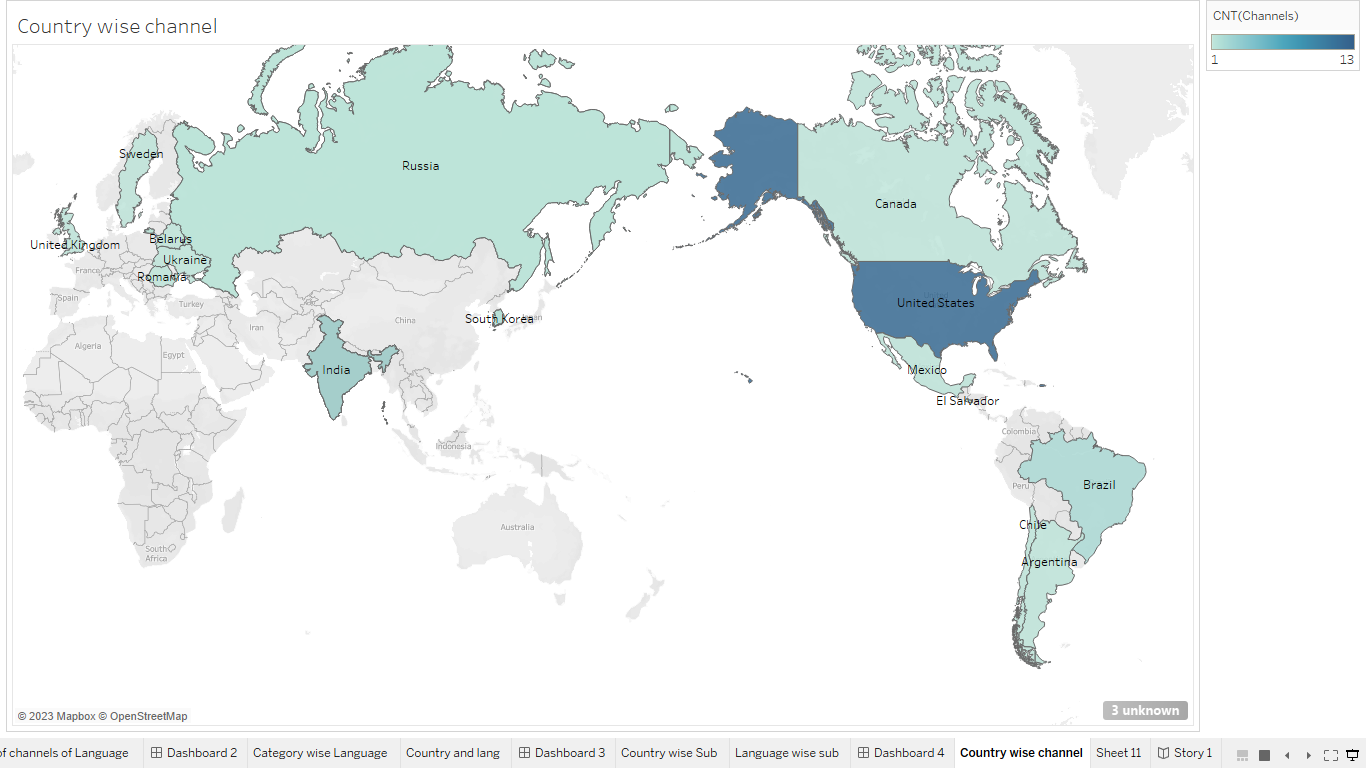 Country wise channel
CNT(Channels)
1 13
Sweden
Russia
Canada
United Kingdom
Belarus
Ukraine
France
Romania
Spain
Turkey
United States
South Korea
China
Iran
Algeria
Egypt
India
Mexico
El Salvador
Colombia
Indonesia
Peru
Brazil
Australia
Chile
South
Africa
Argentina
3 unknown
© 2023 Mapbox © OpenStreetMap
of channels of Language Dashboard 2 Category wise Language Country and lang Dashboard 3 Country wise Sub Language wise sub Dashboard 4 Country wise channel Sheet 11 Story 1